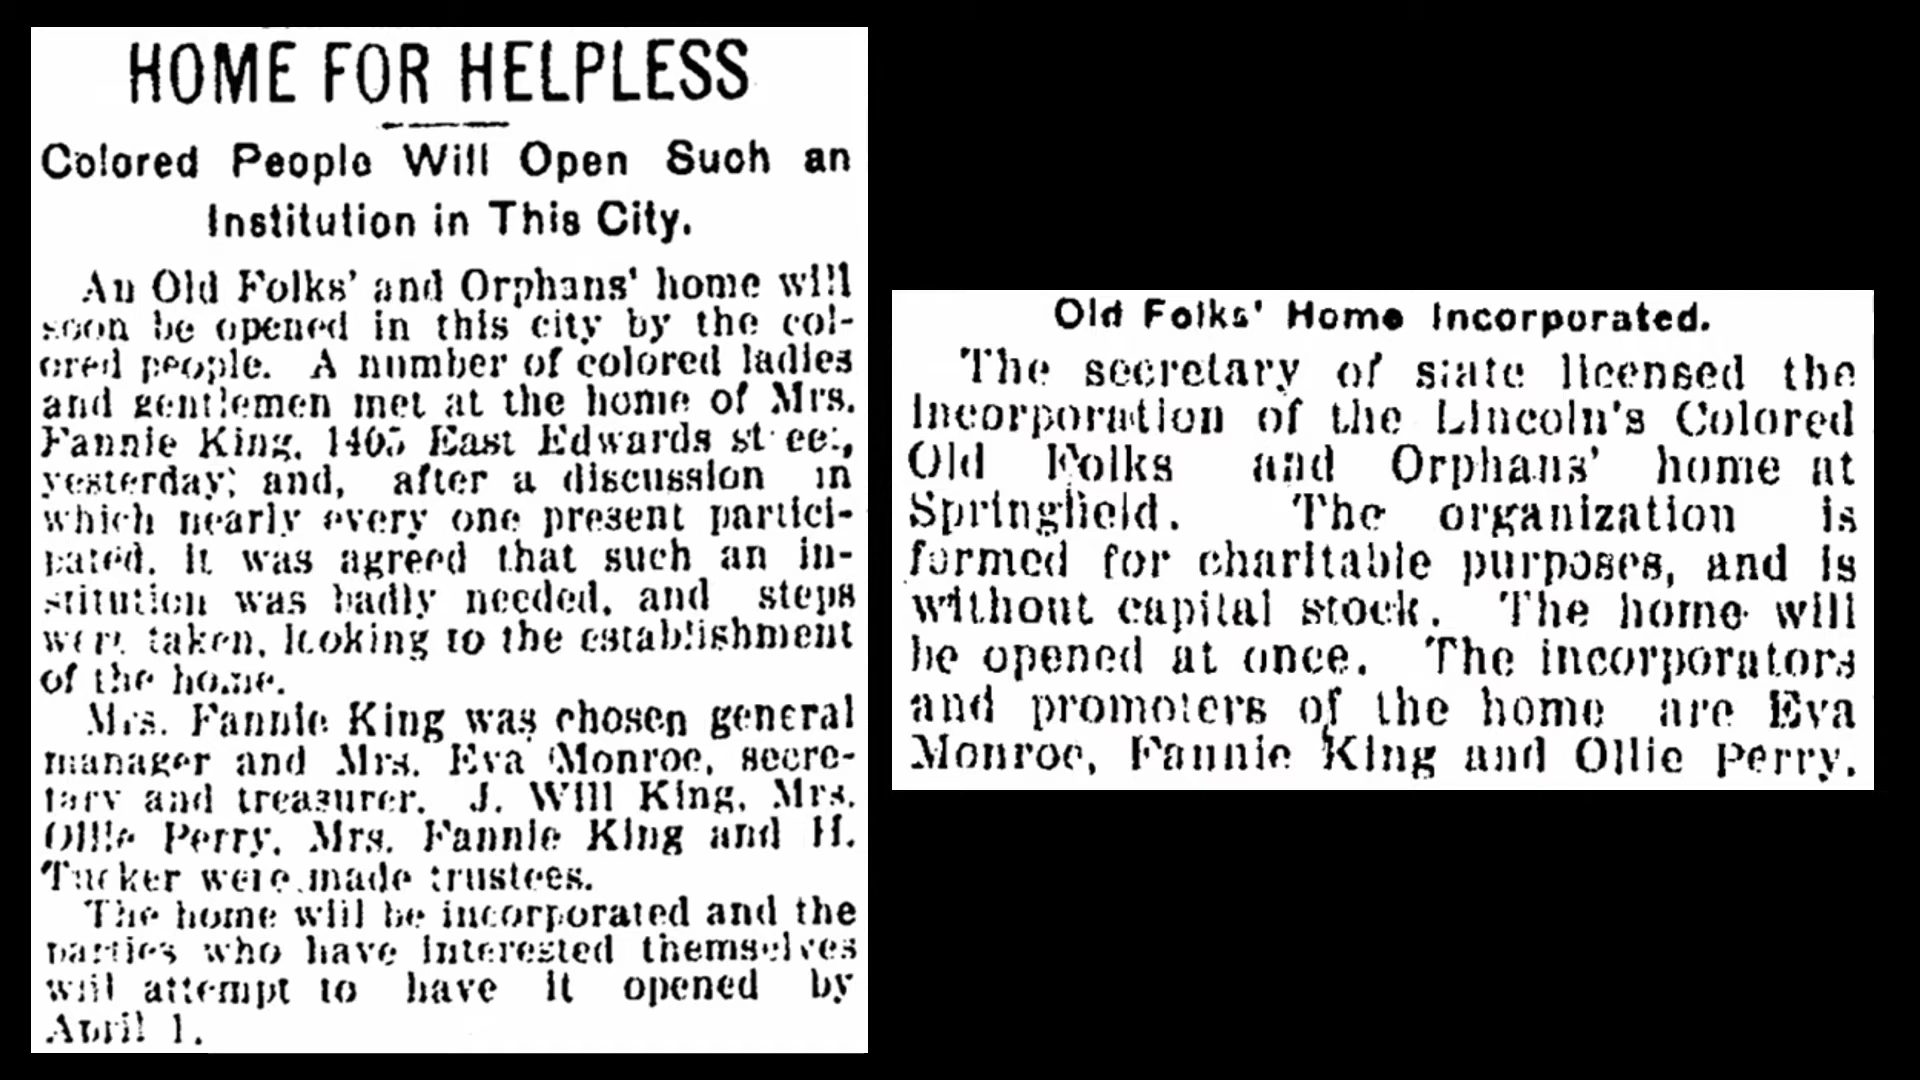 HOME FOR HELPLESS
Colored People Will Open Such an
Institution in This City.
An Old Folks' and Orphans' home will
soon be opened in this city by the col-
ored people. A number of colored ladies
and gentlemen met at the home of Mrs.
Fannie King, 1405 East Edwards street,
yesterday; and, after a discussion in
which nearly every one present partici-
pated, it was agreed that such an in-
stitution was badly needed, and steps
were taken, looking to the establishment
of the home.
Mrs. Fannie King was chosen general
manager and Mrs. Eva Monroe, secre-
tary and treasurer. J. Will King, Mrs.
Ollie Perry, Mrs. Fannie King and H.
Tucker were made trustees.
The home will be incorporated and the
parties who have interested themselves
will attempt to have it opened by
April 1.
Old Folks' Home Incorporated.
The secretary of state licensed the
incorporation of the Lincoln's Colored
Old Folks and Orphans' home at
Springfield. The organization is
formed for charitable purposes, and is
without capital stock. The home will
be opened at once. The incorporators
and promoters of the home are Eva
Monroe, Fannie King and Ollie Perry.